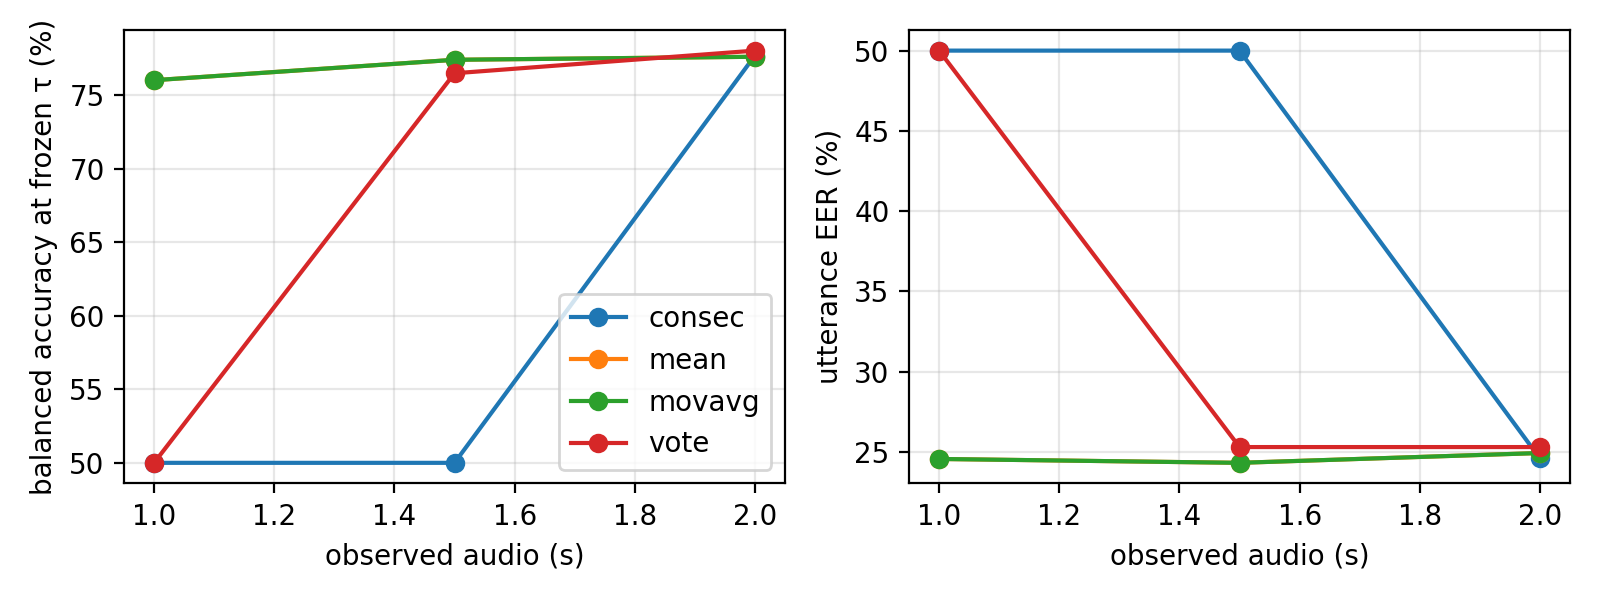 balanced accuracy at frozen τ (%)
75
70
65
60
55
50
1.0 1.2 1.4 1.6 1.8 2.0
observed audio (s)
consec
mean
movavg
vote
utterance EER (%)
50
45
40
35
30
25
1.0 1.2 1.4 1.6 1.8 2.0
observed audio (s)